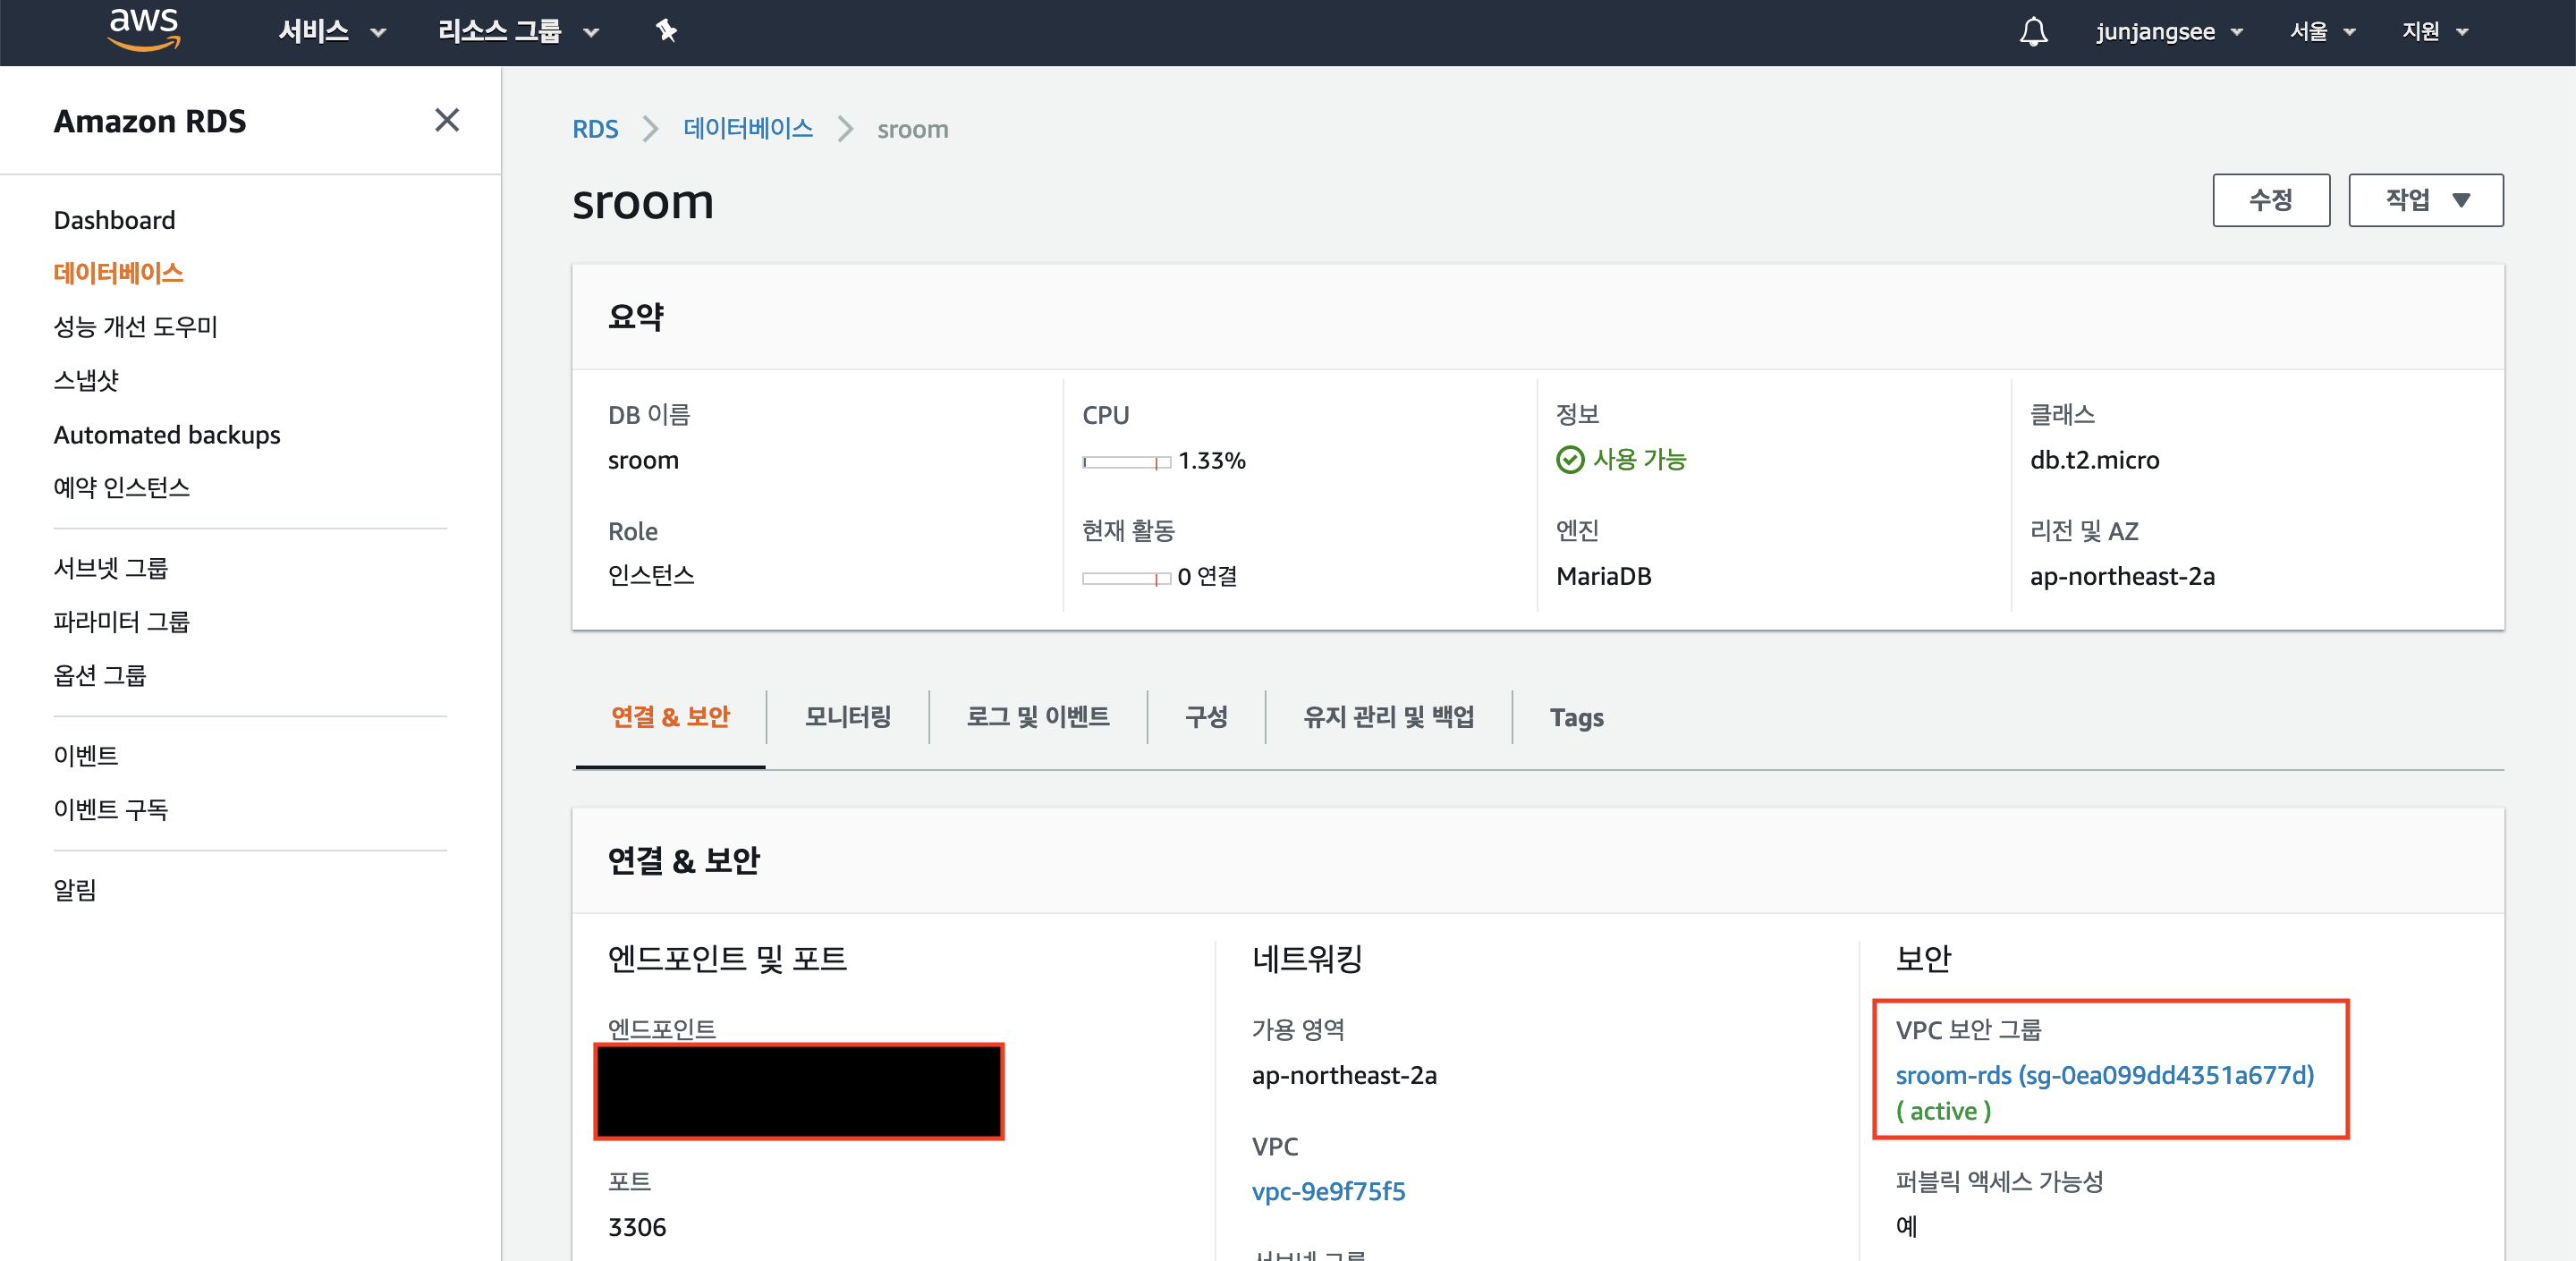 aws 서비스 리소스 그룹 junjangsee 서울 지원
Amazon RDS
Dashboard
데이터베이스
성능 개선 도우미
스냅샷
Automated backups
예약 인스턴스
서브넷 그룹
파라미터 그룹
옵션 그룹
이벤트
이벤트 구독
알림
RDS 데이터베이스 sroom
sroom
수정 작업
요약
DB 이름 CPU 정보 클래스
sroom 1.33% 사용 가능 db.t2.micro
Role 현재 활동 엔진 리전 및 AZ
인스턴스 0 연결 MariaDB ap-northeast-2a
연결 & 보안 모니터링 로그 및 이벤트 구성 유지 관리 및 백업 Tags
연결 & 보안
엔드포인트 및 포트
엔드포인트
포트
3306
네트워킹
가용 영역
ap-northeast-2a
VPC
vpc-9e9f75f5
서브넷 그룹
보안
VPC 보안 그룹
sroom-rds (sg-0ea099dd4351a677d)
( active )
퍼블릭 액세스 가능성
예